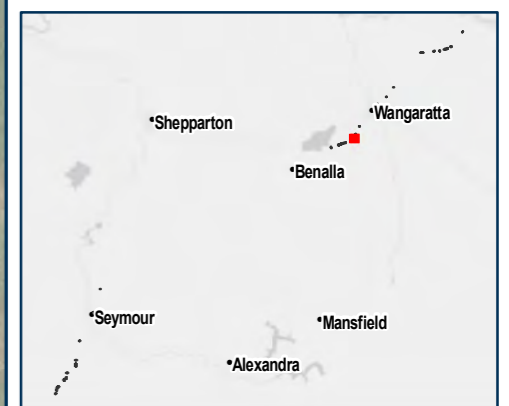 Wangaratta
Shepparton
Benalla
Seymour
Mansfield
Alexandra